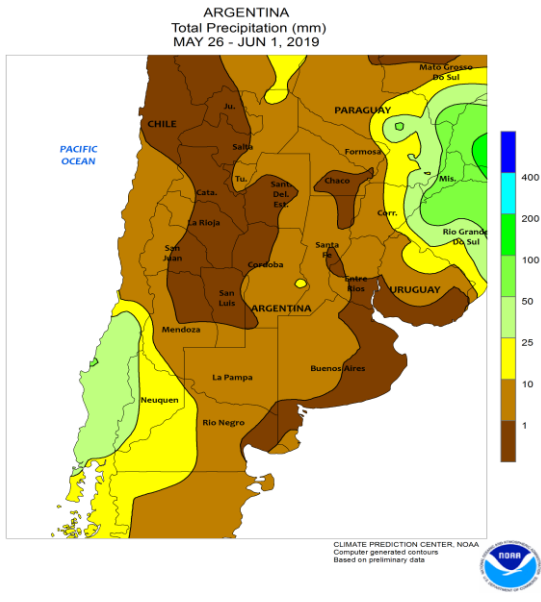 ARGENTINA
Total Precipitation (mm)
MAY 26 - JUN 1, 2019
Mato Grosso
Do Sul
Ju.
PARAGUAY
CHILE
PACIFIC
OCEAN
Salta
Formosa
Tu.
Sant.
Del.
Est.
Chaco
Mis.
Cata.
Corr.
La Rioja
Rio Grande
Do Sul
San
Juan
Santa
Fe
Cordoba
Entre
Rios
URUGUAY
San
Luis
ARGENTINA
Mendoza
La Pampa
Buenos Aires
Neuquen
Rio Negro
400
200
100
50
25
10
1
CLIMATE PREDICTION CENTER, NOAA
Computer generated contours
Based on preliminary data
NOAA